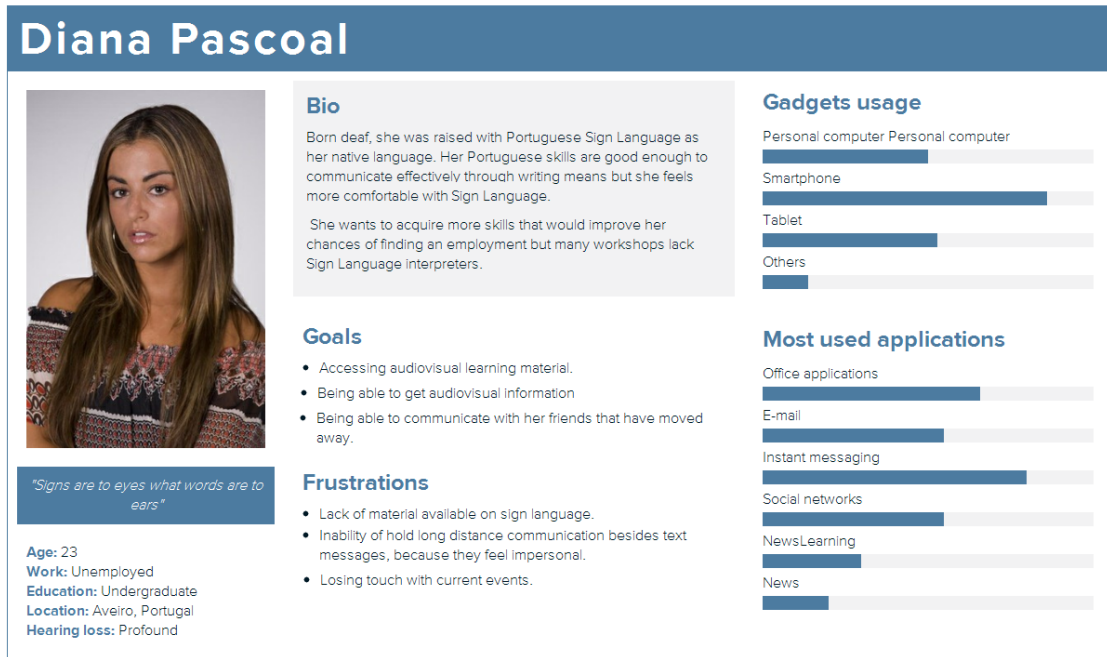 Diana Pascoal
"Signs are to eyes what words are to
ears"
Age: 23
Work: Unemployed
Education: Undergraduate
Location: Aveiro, Portugal
Hearing loss: Profound
Bio
Born deaf, she was raised with Portuguese Sign Language as
her native language. Her Portuguese skills are good enough to
communicate effectively through writing means but she feels
more comfortable with Sign Language.
She wants to acquire more skills that would improve her
chances of finding an employment but many workshops lack
Sign Language interpreters.
Goals
• Accessing audiovisual learning material.
• Being able to get audiovisual information
• Being able to communicate with her friends that have moved
away.
Frustrations
• Lack of material available on sign language.
• Inability of hold long distance communication besides text
messages, because they feel impersonal.
• Losing touch with current events.
Gadgets usage
Personal computer Personal computer
Smartphone
Tablet
Others
Most used applications
Office applications
E-mail
Instant messaging
Social networks
NewsLearning
News